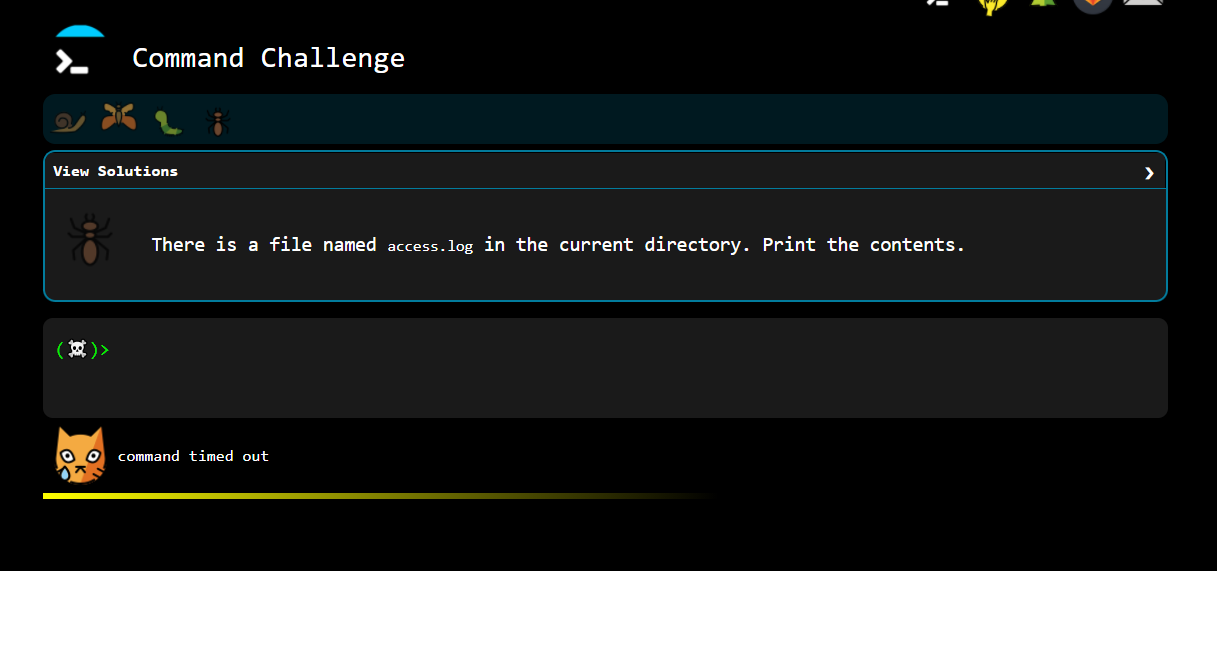 Command Challenge
View Solutions
There is a file named access.log in the current directory. Print the contents.
(☠)>
command timed out